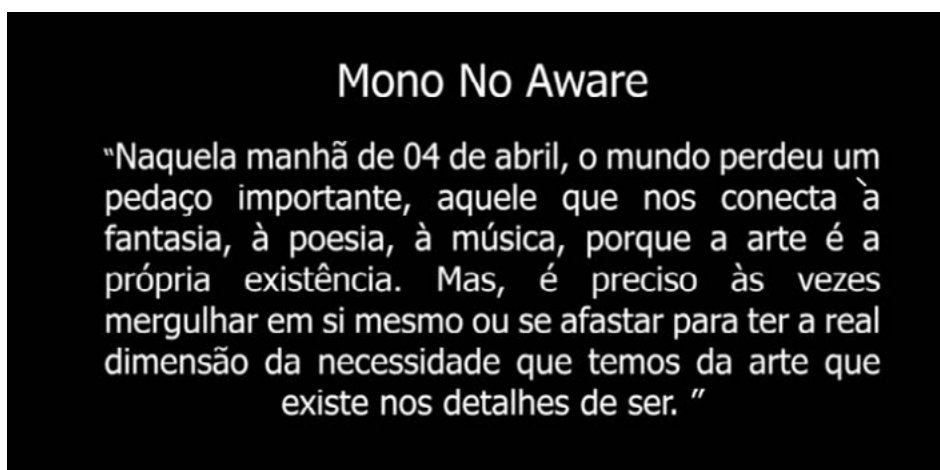 Mono No Aware
"Naquela manhã de 04 de abril, o mundo perdeu um
pedaço importante, aquele que nos conecta `a
fantasia, à poesia, à música, porque a arte é a
própria existência. Mas, é preciso às vezes
mergulhar em si mesmo ou se afastar para ter a real
dimensão da necessidade que temos da arte que
existe nos detalhes de ser. "